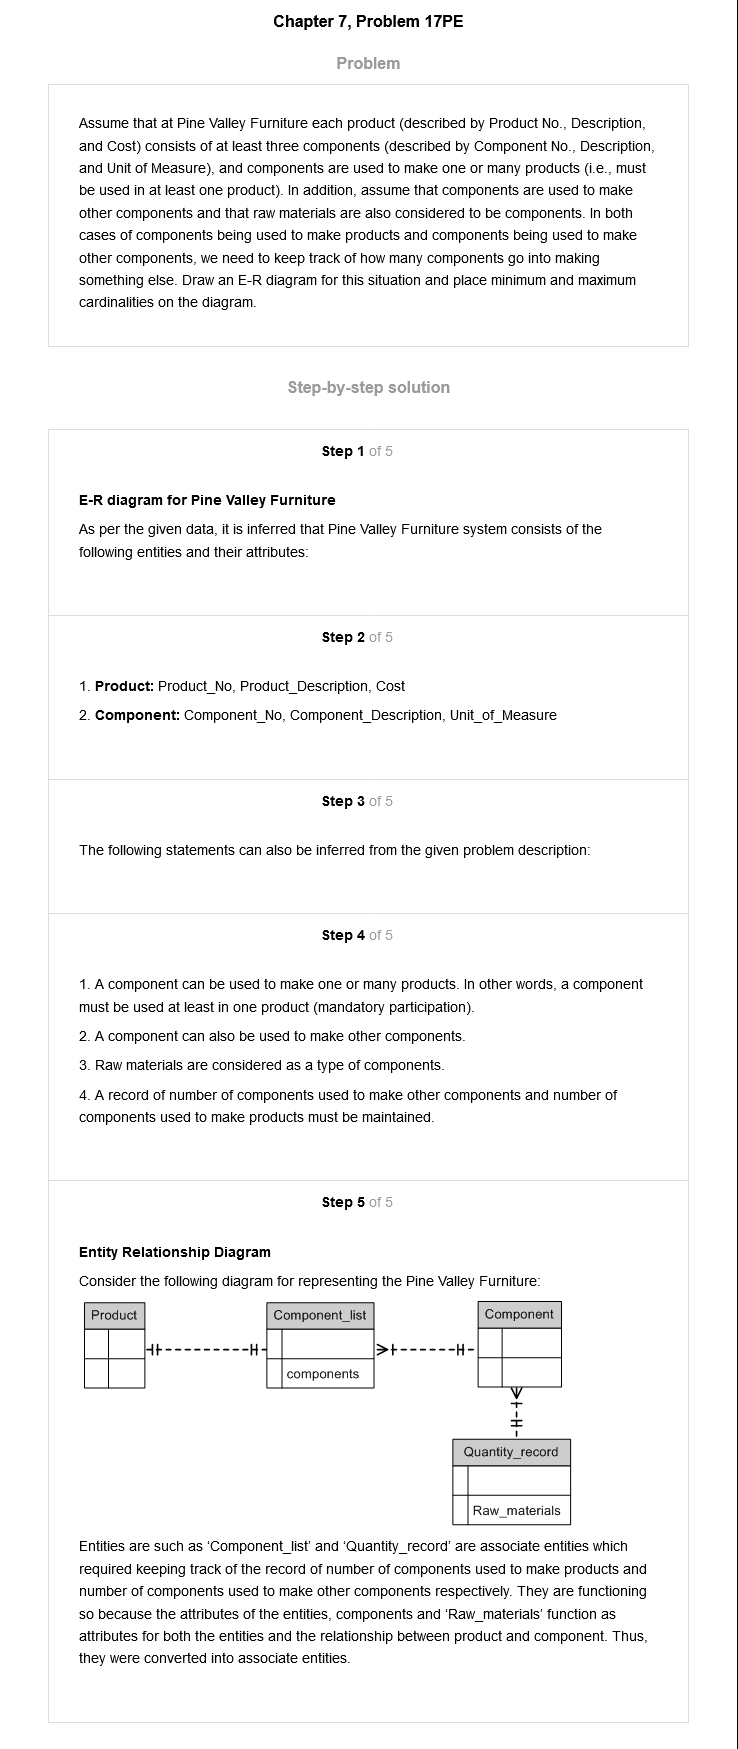 Chapter 7, Problem 17PE
Problem
Assume that at Pine Valley Furniture each product (described by Product No., Description,
and Cost) consists of at least three components (described by Component No., Description,
and Unit of Measure), and components are used to make one or many products (i.e., must
be used in at least one product). In addition, assume that components are used to make
other components and that raw materials are also considered to be components. In both
cases of components being used to make products and components being used to make
other components, we need to keep track of how many components go into making
something else. Draw an E-R diagram for this situation and place minimum and maximum
cardinalities on the diagram.
Step-by-step solution
Step 1 of 5
E-R diagram for Pine Valley Furniture
As per the given data, it is inferred that Pine Valley Furniture system consists of the
following entities and their attributes:
Step 2 of 5
1. Product: Product_No, Product_Description, Cost
2. Component: Component_No, Component_Description, Unit_of_Measure
Step 3 of 5
The following statements can also be inferred from the given problem description:
Step 4 of 5
1. A component can be used to make one or many products. In other words, a component
must be used at least in one product (mandatory participation).
2. A component can also be used to make other components.
3. Raw materials are considered as a type of components.
4. A record of number of components used to make other components and number of
components used to make products must be maintained.
Step 5 of 5
Entity Relationship Diagram
Consider the following diagram for representing the Pine Valley Furniture:
Product
Component_list
Component
components
Quantity_record
Raw_materials
Entities are such as ‘Component_list’ and ‘Quantity_record’ are associate entities which
required keeping track of the record of number of components used to make products and
number of components used to make other components respectively. They are functioning
so because the attributes of the entities, components and ‘Raw_materials’ function as
attributes for both the entities and the relationship between product and component. Thus,
they were converted into associate entities.